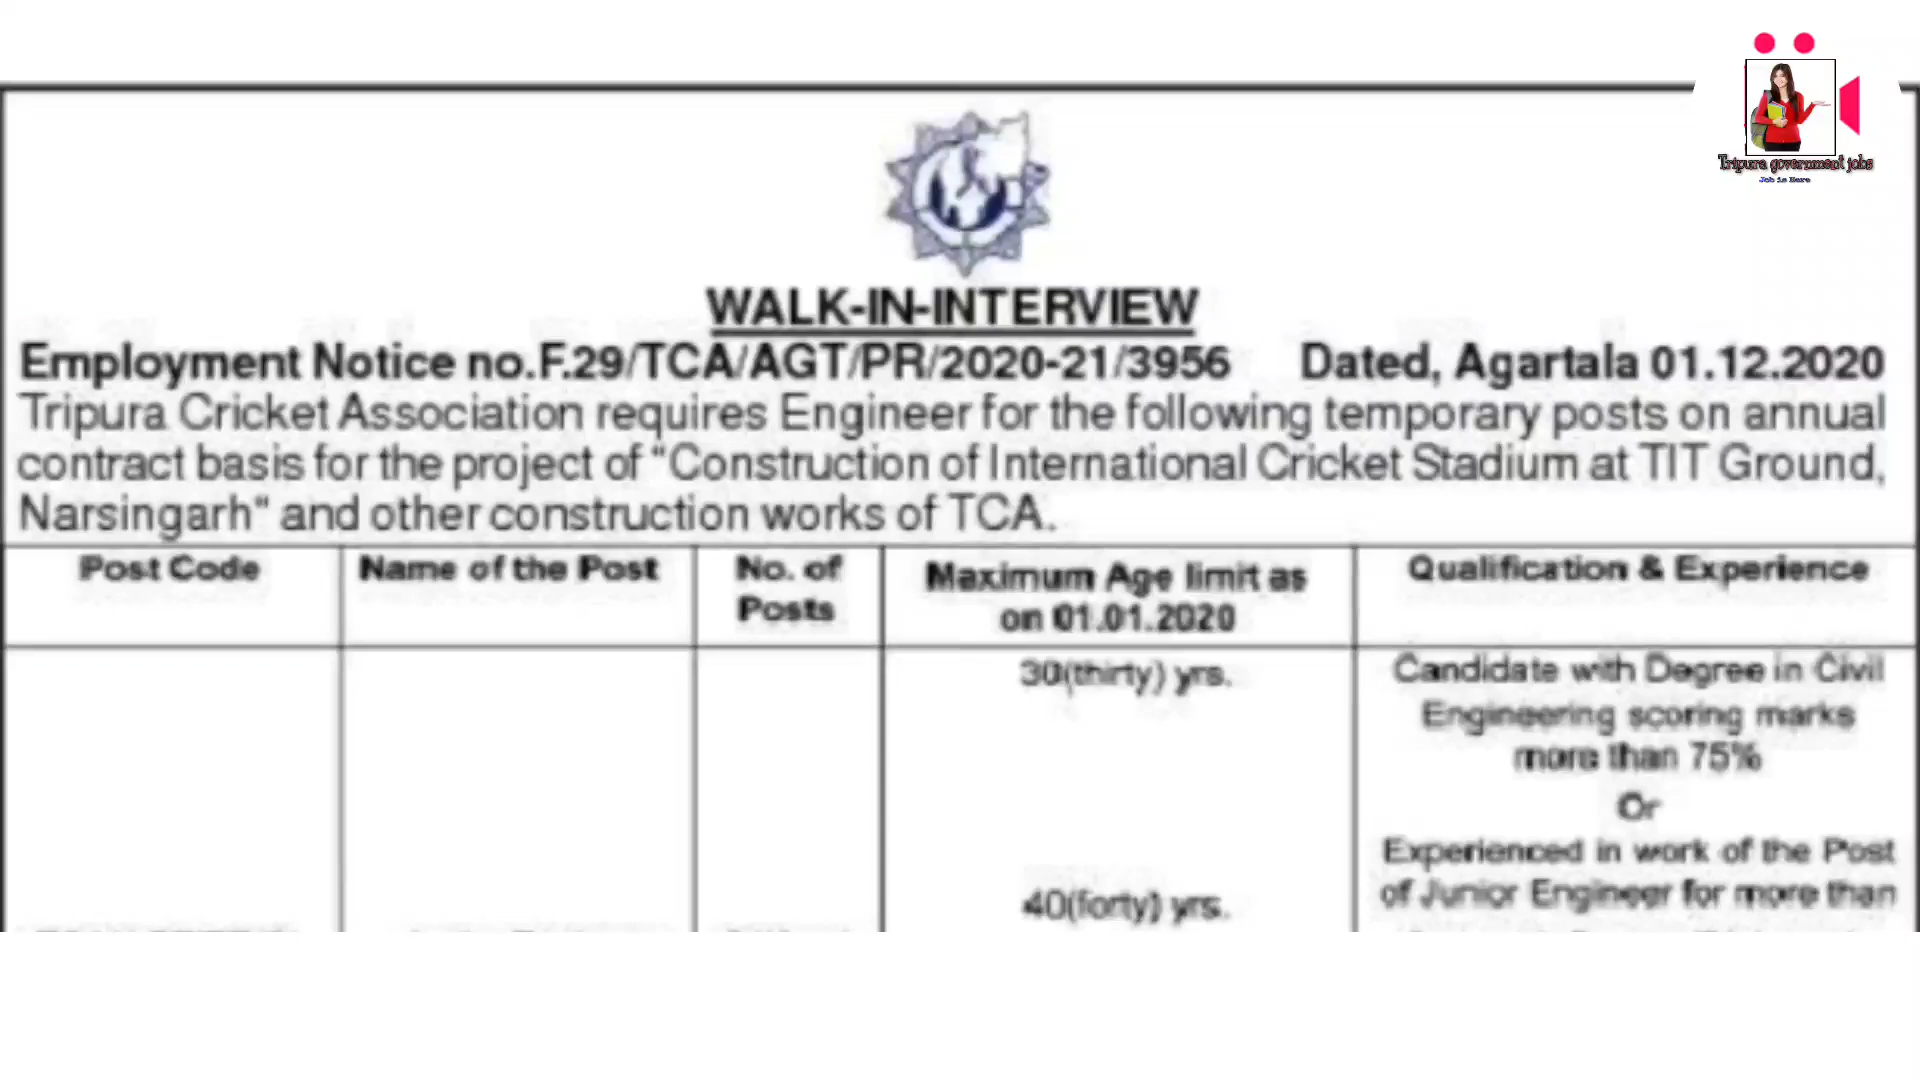 Tripura government jobs
Job is Here
WALK-IN-INTERVIEW
Employment Notice no.F.29/TCA/AGT/PR/2020-21/3956 Dated, Agartala 01.12.2020
Tripura Cricket Association requires Engineer for the following temporary posts on annual
contract basis for the project of "Construction of International Cricket Stadium at TIT Ground,
Narsingarh" and other construction works of TCA.
Post Code
Name of the Post
No. of
Posts
Maximum Age limit as
on 01.01.2020
Qualification & Experience
30(thirty) yrs.
Candidate with Degree in Civil
Engineering scoring marks
more than 75%
Or
Experienced in work of the Post
of Junior Engineer for more than
40(forty) yrs.